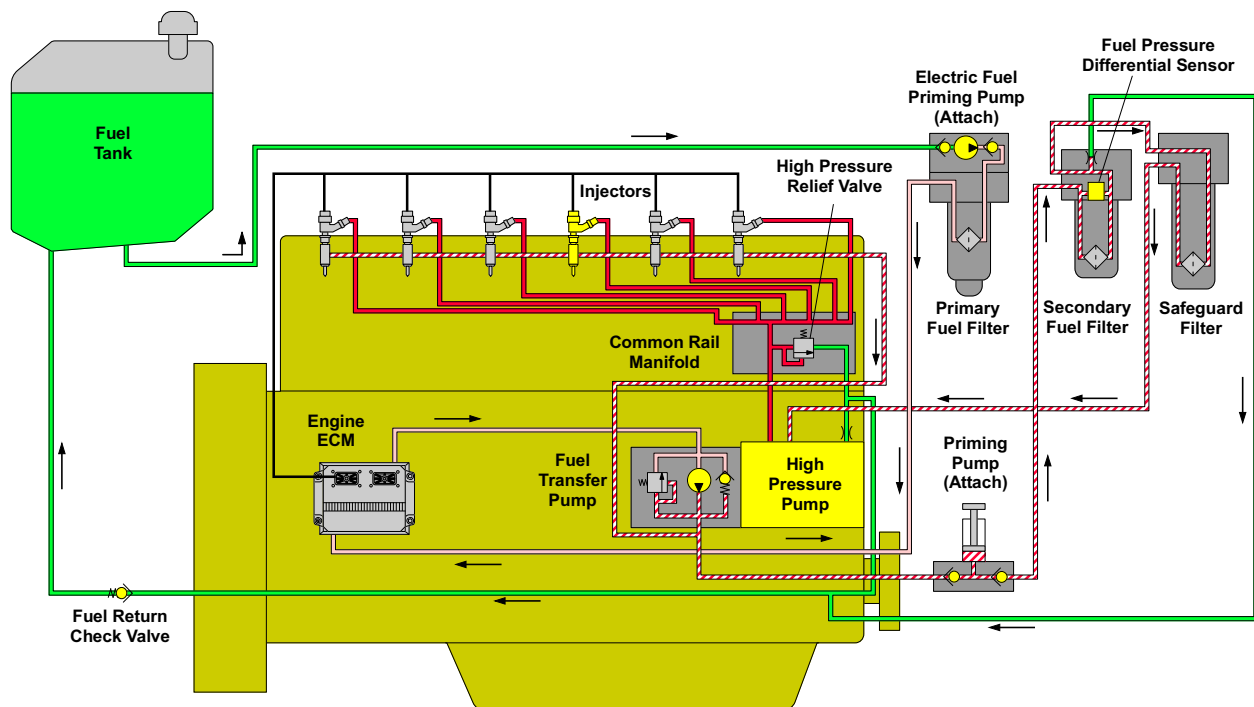 Fuel Pressure
Differential Sensor
Electric Fuel
Priming Pump
(Attach)
Fuel
Tank
High Pressure
Relief Valve
Injectors
Primary
Fuel Filter
Secondary
Fuel Filter
Safeguard
Filter
Common Rail
Manifold
Engine
ECM
Fuel
Transfer
Pump
High
Pressure
Pump
Priming
Pump
(Attach)
Fuel Return
Check Valve